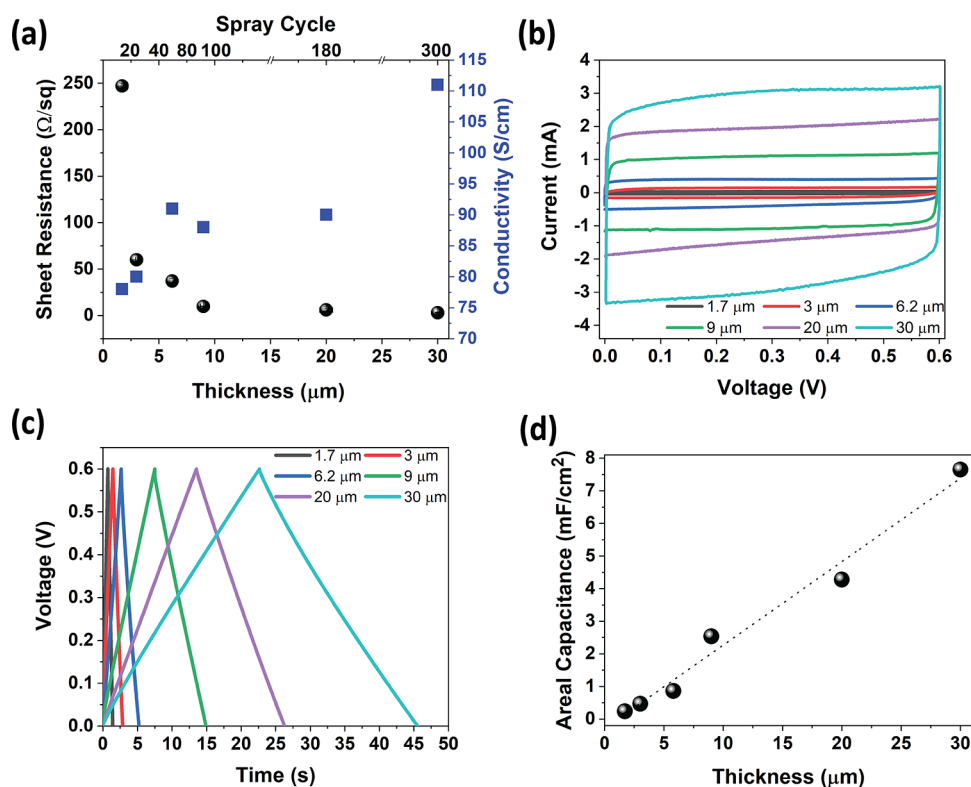 (a)
Spray Cycle
20 40 60 80 100 180 300
Sheet Resistance (Ω/sq)
250
200
150
100
50
0
Conductivity (S/cm)
115
110
105
100
95
90
85
80
75
70
0 5 10 15 20 25 30
Thickness (μm)
(b)
Current (mA)
4
3
2
1
0
-1
-2
-3
-4
1.7 μm 3 μm 6.2 μm
9 μm 20 μm 30 μm
0.0 0.1 0.2 0.3 0.4 0.5 0.6
Voltage (V)
(c)
1.7 μm 3 μm
6.2 μm 9 μm
20 μm 30 μm
Voltage (V)
0.6
0.5
0.4
0.3
0.2
0.1
0.0
0 5 10 15 20 25 30 35 40 45 50
Time (s)
(d)
Areal Capacitance (mF/cm²)
8
7
6
5
4
3
2
1
0
0 5 10 15 20 25 30
Thickness (μm)